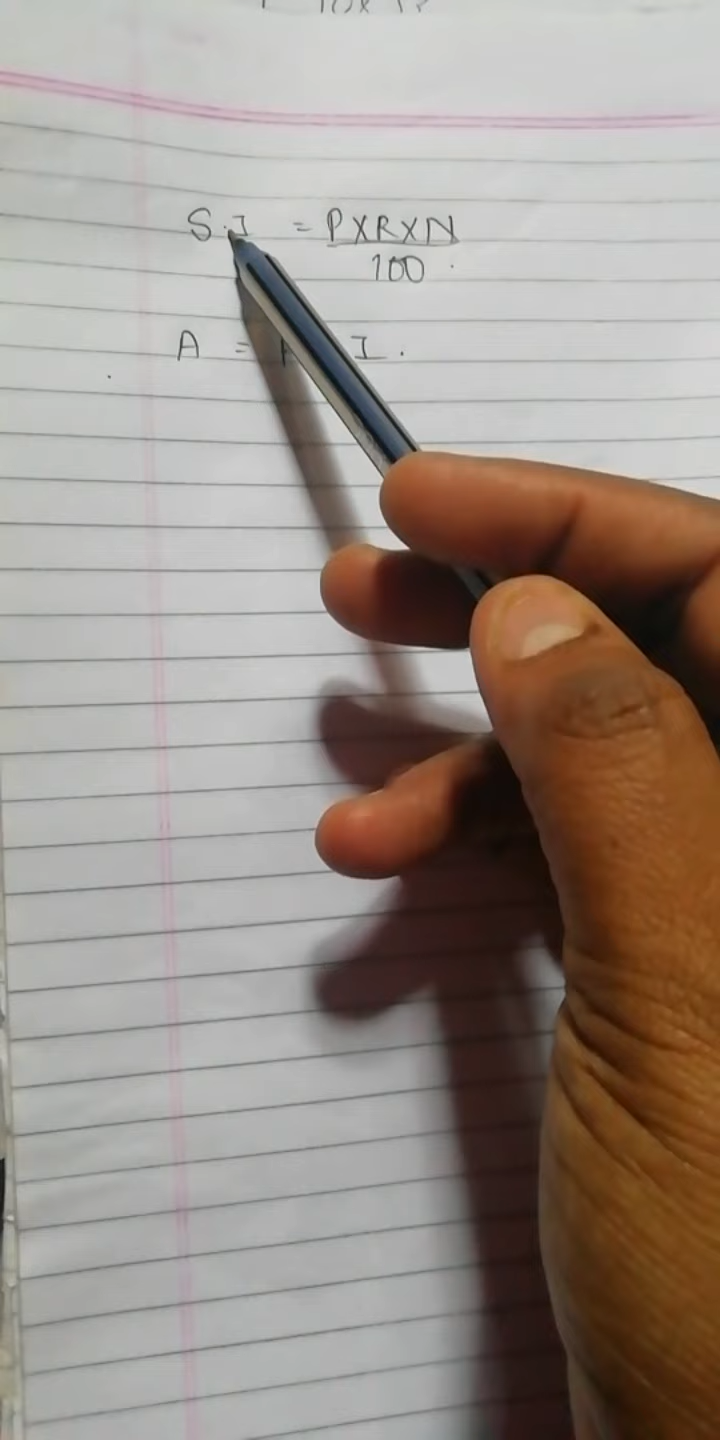 S.I = PXRXN
100
A = I.